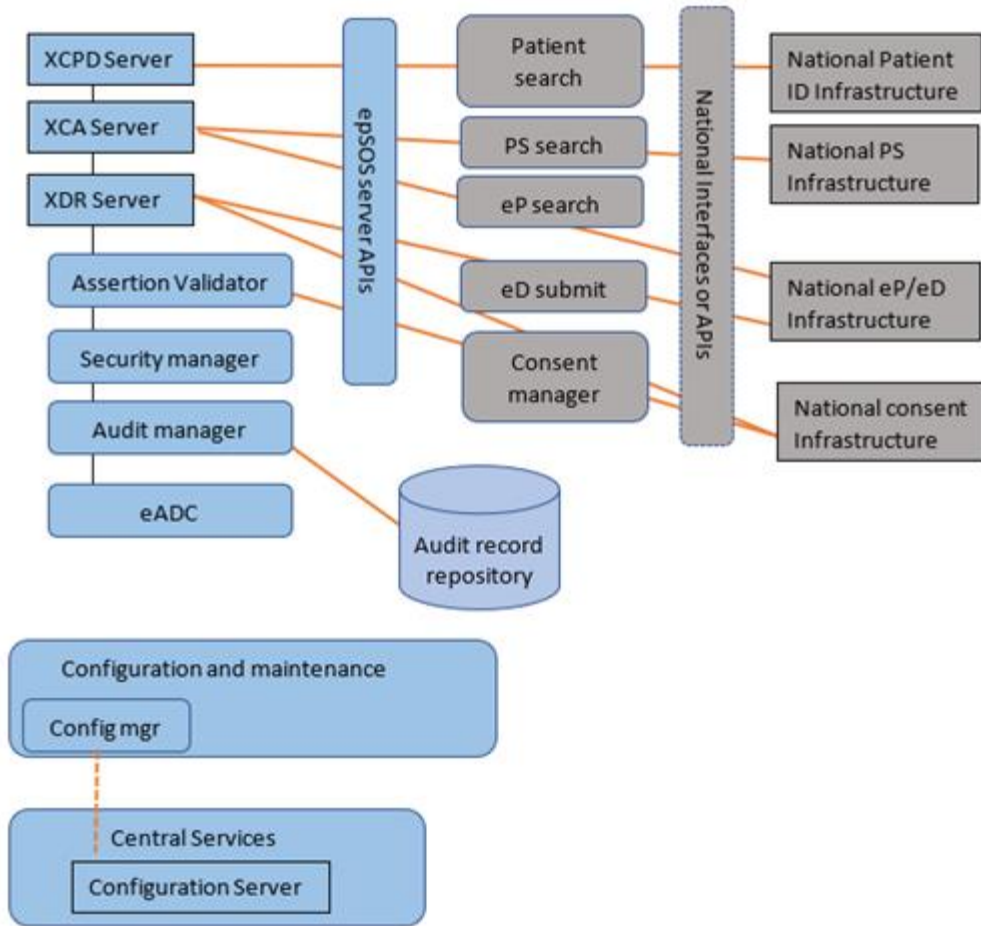 XCPD Server
XCA Server
XDR Server
Assertion Validator
Security manager
Audit manager
eADC
epSOS server APIs
Patient
search
PS search
eP search
eD submit
Consent
manager
National Interfaces or APIs
National Patient
ID Infrastructure
National PS
Infrastructure
National eP/eD
Infrastructure
National consent
Infrastructure
Audit record
repository
Configuration and maintenance
Config mgr
Central Services
Configuration Server